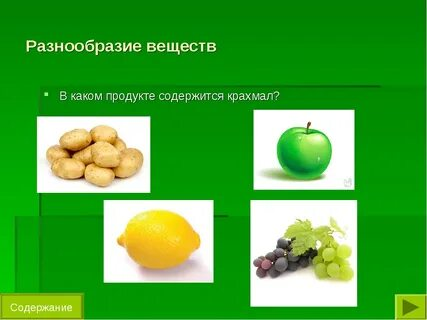 Разнообразие веществ
В каком продукте содержится крахмал?
Содержание